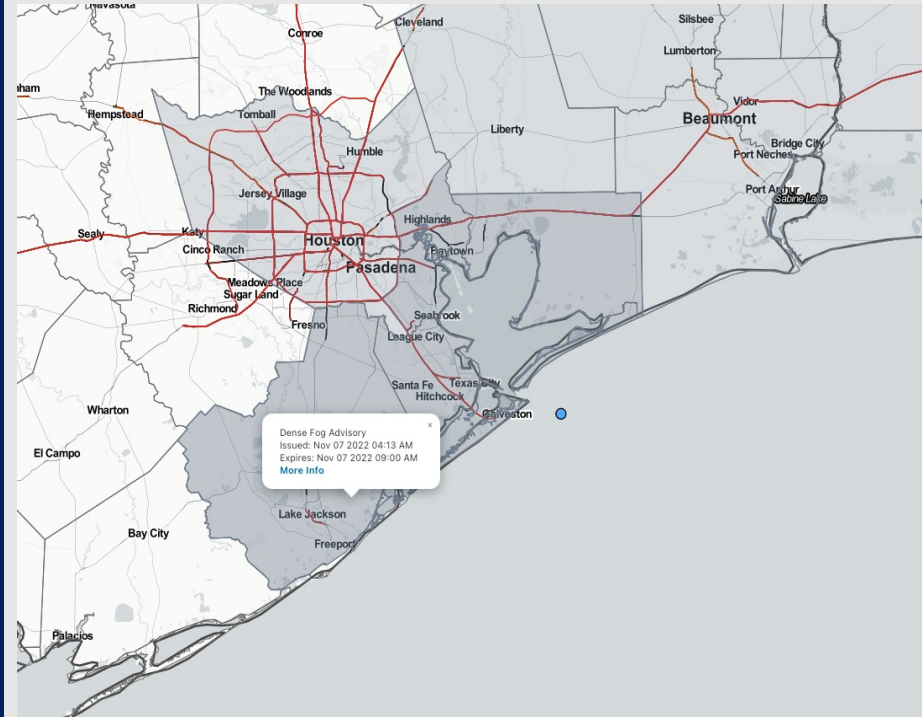 Navasota
Cleveland
Silsbee
Conroe
Lumberton
The Woodlands
Vidor
Hempstead
Tomball
Beaumont
Liberty
Bridge City
Humble
Port Neches
Jersey Village
Port Arthur
Sabine Lake
Highlands
Sealy
Katy
Houston
Cinco Ranch
Baytown
Pasadena
Meadows Place
Sugar Land
Richmond
Seabrook
Fresno
League City
Santa Fe
Texas City
Hitchcock
Wharton
Galveston
×
Dense Fog Advisory
Issued: Nov 07 2022 04:13 AM
Expires: Nov 07 2022 09:00 AM
More Info
El Campo
Lake Jackson
Bay City
Freeport
Palacios